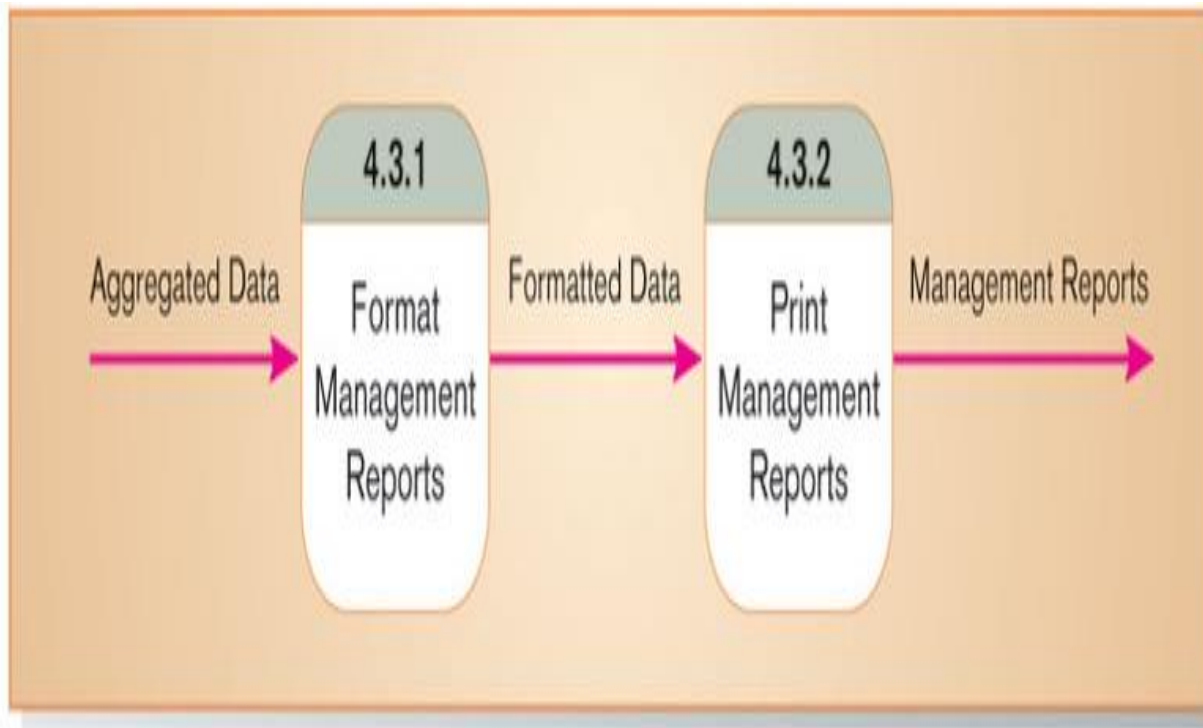 4.3.1
4.3.2
Aggregated Data
Format
Management
Reports
Formatted Data
Print
Management
Reports
Management Reports